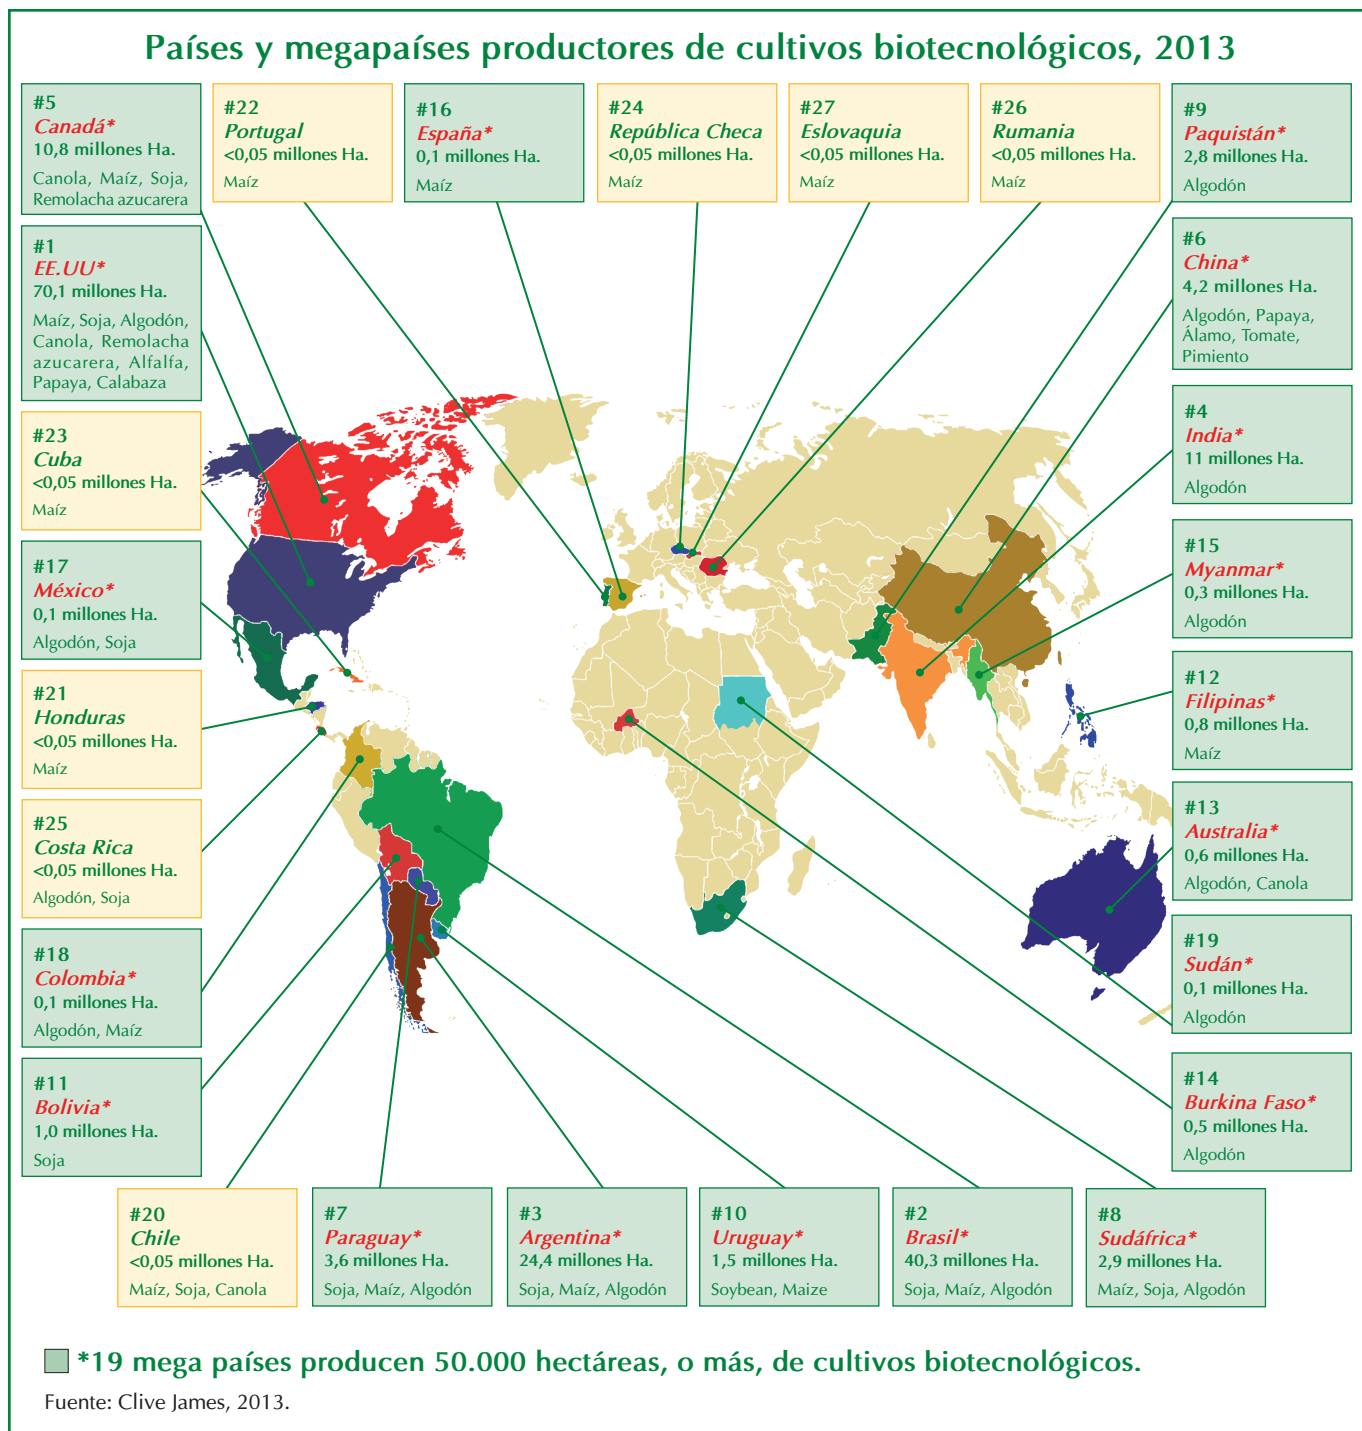 Países y megapaíses productores de cultivos biotecnológicos, 2013
#5
Canadá*
10,8 millones Ha.
Canola, Maíz, Soja,
Remolacha azucarera
#22
Portugal
<0,05 millones Ha.
Maíz
#16
España*
0,1 millones Ha.
Maíz
#24
República Checa
<0,05 millones Ha.
Maíz
#27
Eslovaquia
<0,05 millones Ha.
Maíz
#26
Rumania
<0,05 millones Ha.
Maíz
#9
Paquistán*
2,8 millones Ha.
Algodón
#1
EE.UU*
70,1 millones Ha.
Maíz, Soja, Algodón,
Canola, Remolacha
azucarera, Alfalfa,
Papaya, Calabaza
#6
China*
4,2 millones Ha.
Algodón, Papaya,
Álamo, Tomate,
Pimiento
#23
Cuba
<0,05 millones Ha.
Maíz
#4
India*
11 millones Ha.
Algodón
#17
México*
0,1 millones Ha.
Algodón, Soja
#15
Myanmar*
0,3 millones Ha.
Algodón
#21
Honduras
<0,05 millones Ha.
Maíz
#12
Filipinas*
0,8 millones Ha.
Maíz
#25
Costa Rica
<0,05 millones Ha.
Algodón, Soja
#13
Australia*
0,6 millones Ha.
Algodón, Canola
#18
Colombia*
0,1 millones Ha.
Algodón, Maíz
#19
Sudán*
0,1 millones Ha.
Algodón
#11
Bolivia*
1,0 millones Ha.
Soja
#14
Burkina Faso*
0,5 millones Ha.
Algodón
#20
Chile
<0,05 millones Ha.
Maíz, Soja, Canola
#7
Paraguay*
3,6 millones Ha.
Soja, Maíz, Algodón
#3
Argentina*
24,4 millones Ha.
Soja, Maíz, Algodón
#10
Uruguay*
1,5 millones Ha.
Soybean, Maize
#2
Brasil*
40,3 millones Ha.
Soja, Maíz, Algodón
#8
Sudáfrica*
2,9 millones Ha.
Maíz, Soja, Algodón
*19 mega países producen 50.000 hectáreas, o más, de cultivos biotecnológicos.
Fuente: Clive James, 2013.